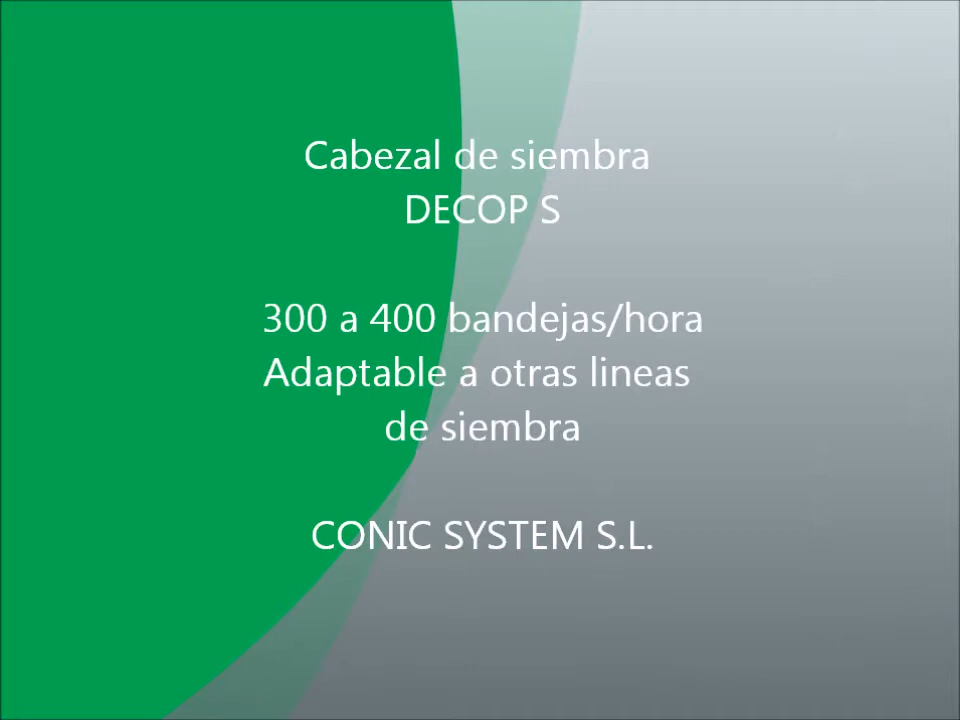 Cabezal de siembra
DECOP S
300 a 400 bandejas/hora
Adaptable a otras lineas
de siembra
CONIC SYSTEM S.L.